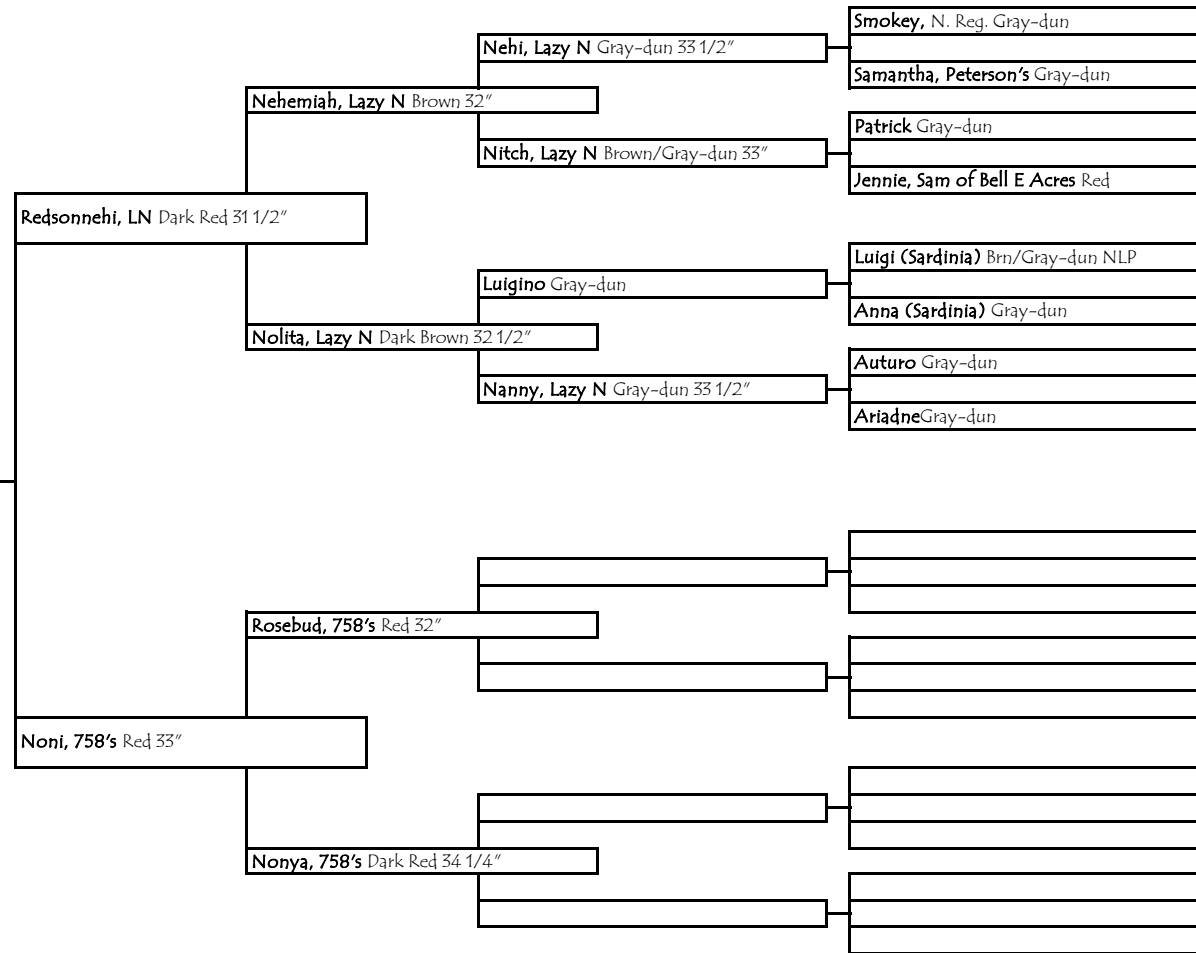 Smokey, N. Reg. Gray-dun
Nehi, Lazy N Gray-dun 33 1/2"
Samantha, Peterson's Gray-dun
Nehemiah, Lazy N Brown 32"
Patrick Gray-dun
Nitch, Lazy N Brown/Gray-dun 33"
Jennie, Sam of Bell E Acres Red
Redsonnehi, LN Dark Red 31 1/2"
Luigi (Sardinia) Brn/Gray-dun NLP
Luigino Gray-dun
Anna (Sardinia) Gray-dun
Nolita, Lazy N Dark Brown 32 1/2"
Auturo Gray-dun
Nanny, Lazy N Gray-dun 33 1/2"
AriadneGray-dun
Rosebud, 758's Red 32"
Noni, 758's Red 33"
Nonya, 758's Dark Red 34 1/4"